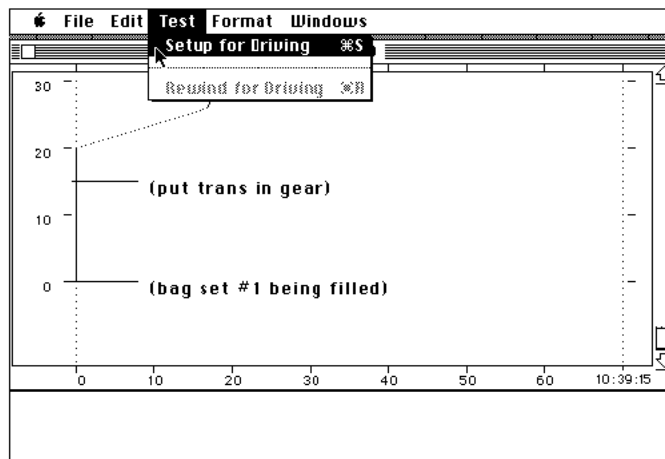 File Edit Test Format Windows
Setup for Driving ⌘S
Rewind for Driving ⌘R
30
20
(put trans in gear)
10
0
(bag set #1 being filled)
0 10 20 30 40 50 60 10:39:15